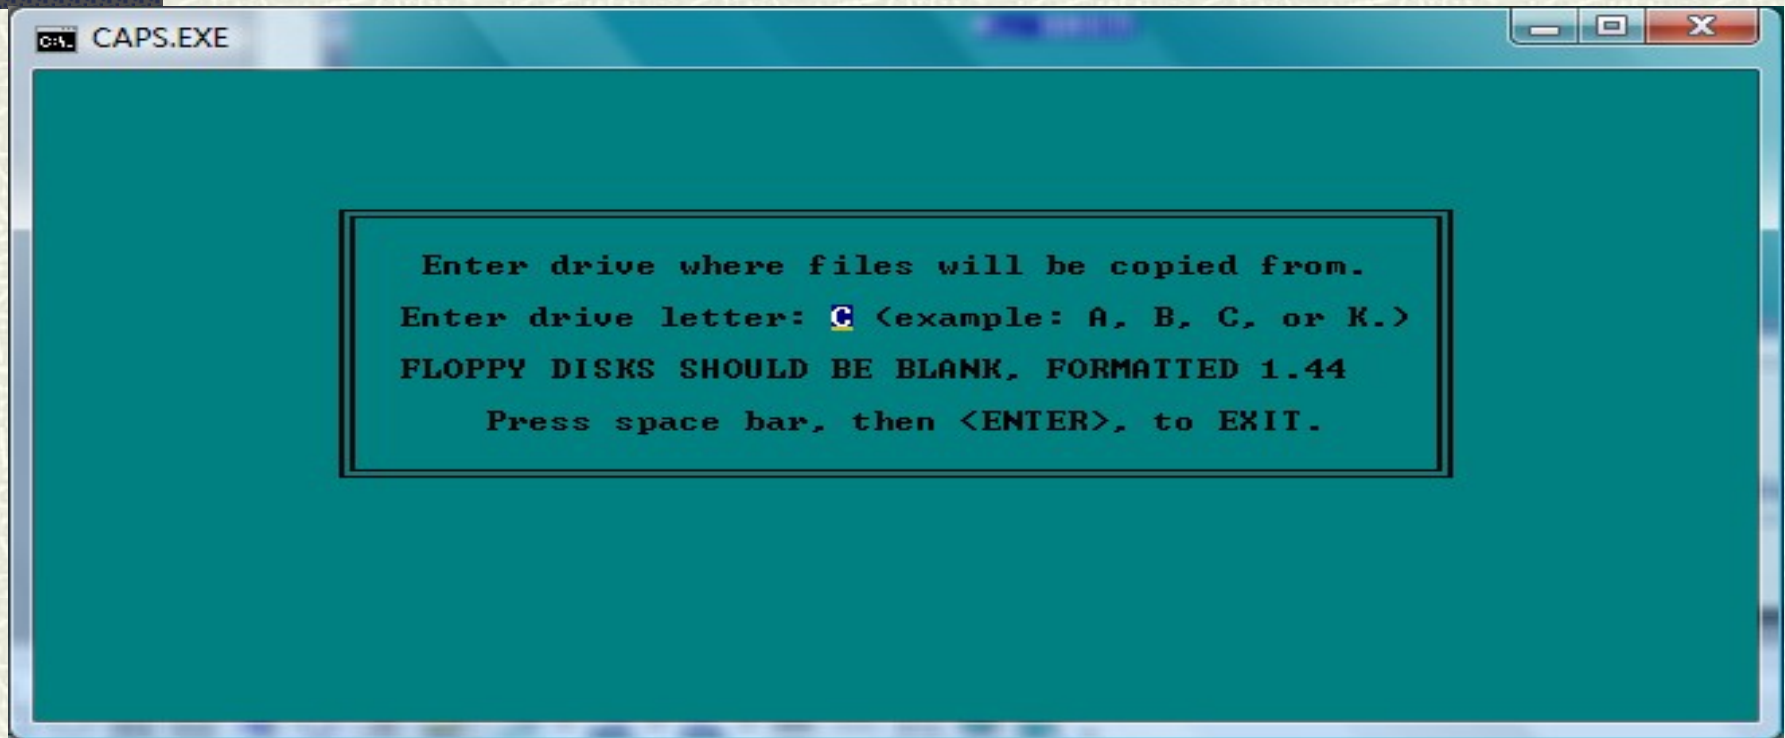 CAPS.EXE
Enter drive where files will be copied from.
Enter drive letter: C (example: A, B, C, or K.)
FLOPPY DISKS SHOULD BE BLANK, FORMATTED 1.44
Press space bar, then <ENTER>, to EXIT.